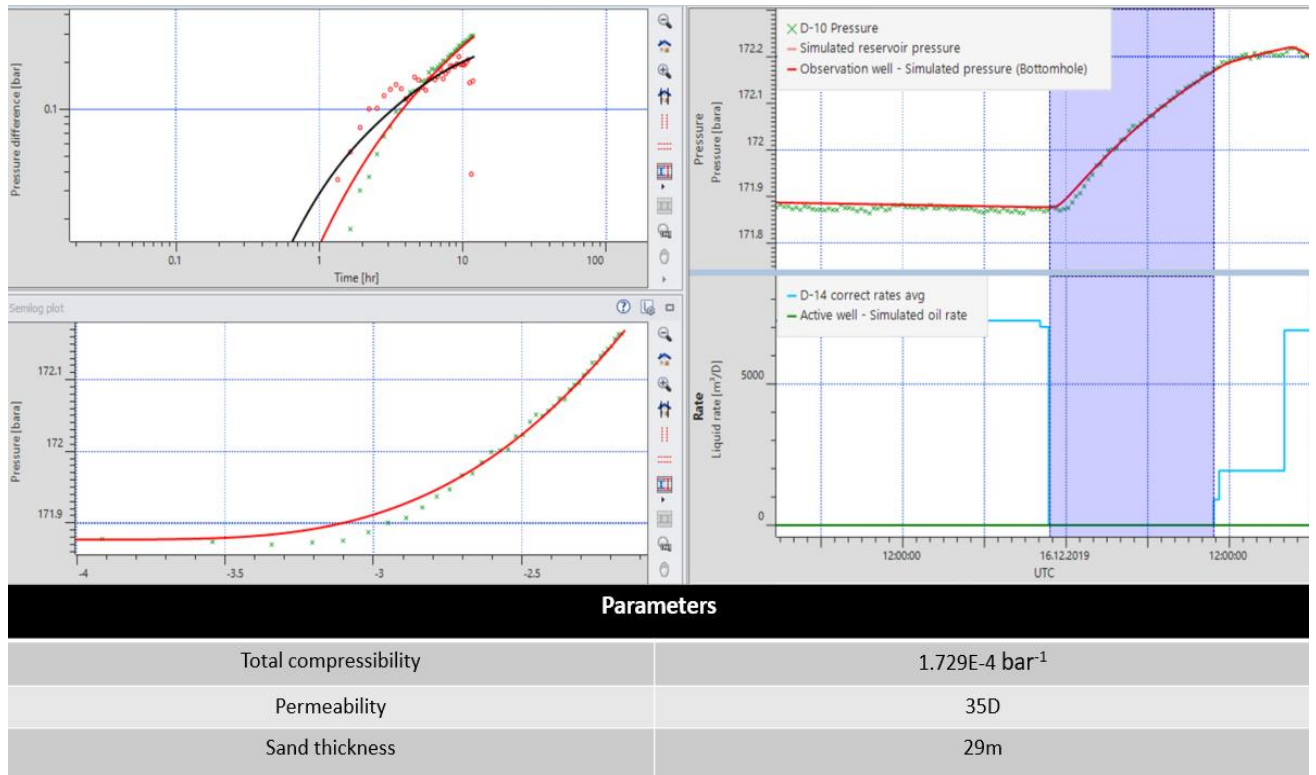 Pressure difference [bar]
0.1
0.1
1
10
100
Time [hr]
Semilog plot
Pressure [bara]
172.1
172
171.9
-4
-3.5
-3
-2.5
D-10 Pressure
Simulated reservoir pressure
Observation well - Simulated pressure (Bottomhole)
Pressure
Pressure [bara]
172.2
172.1
172
171.9
171.8
D-14 correct rates avg
Active well - Simulated oil rate
Rate
Liquid rate [m³/D]
5000
0
12:00:00
16.12.2019
12:00:00
UTC
Parameters
Total compressibility 1.729E-4 bar-1
Permeability 35D
Sand thickness 29m